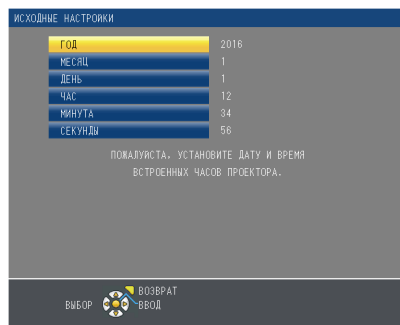 ИСХОДНЫЕ НАСТРОЙКИ
ГОД 2016
МЕСЯЦ 1
ДЕНЬ 1
ЧАС 12
МИНУТА 34
СЕКУНДЫ 56
ПОЖАЛУЙСТА, УСТАНОВИТЕ ДАТУ И ВРЕМЯ
ВСТРОЕННЫХ ЧАСОВ ПРОЕКТОРА.
ВОЗВРАТ
ВЫБОР ВВОД